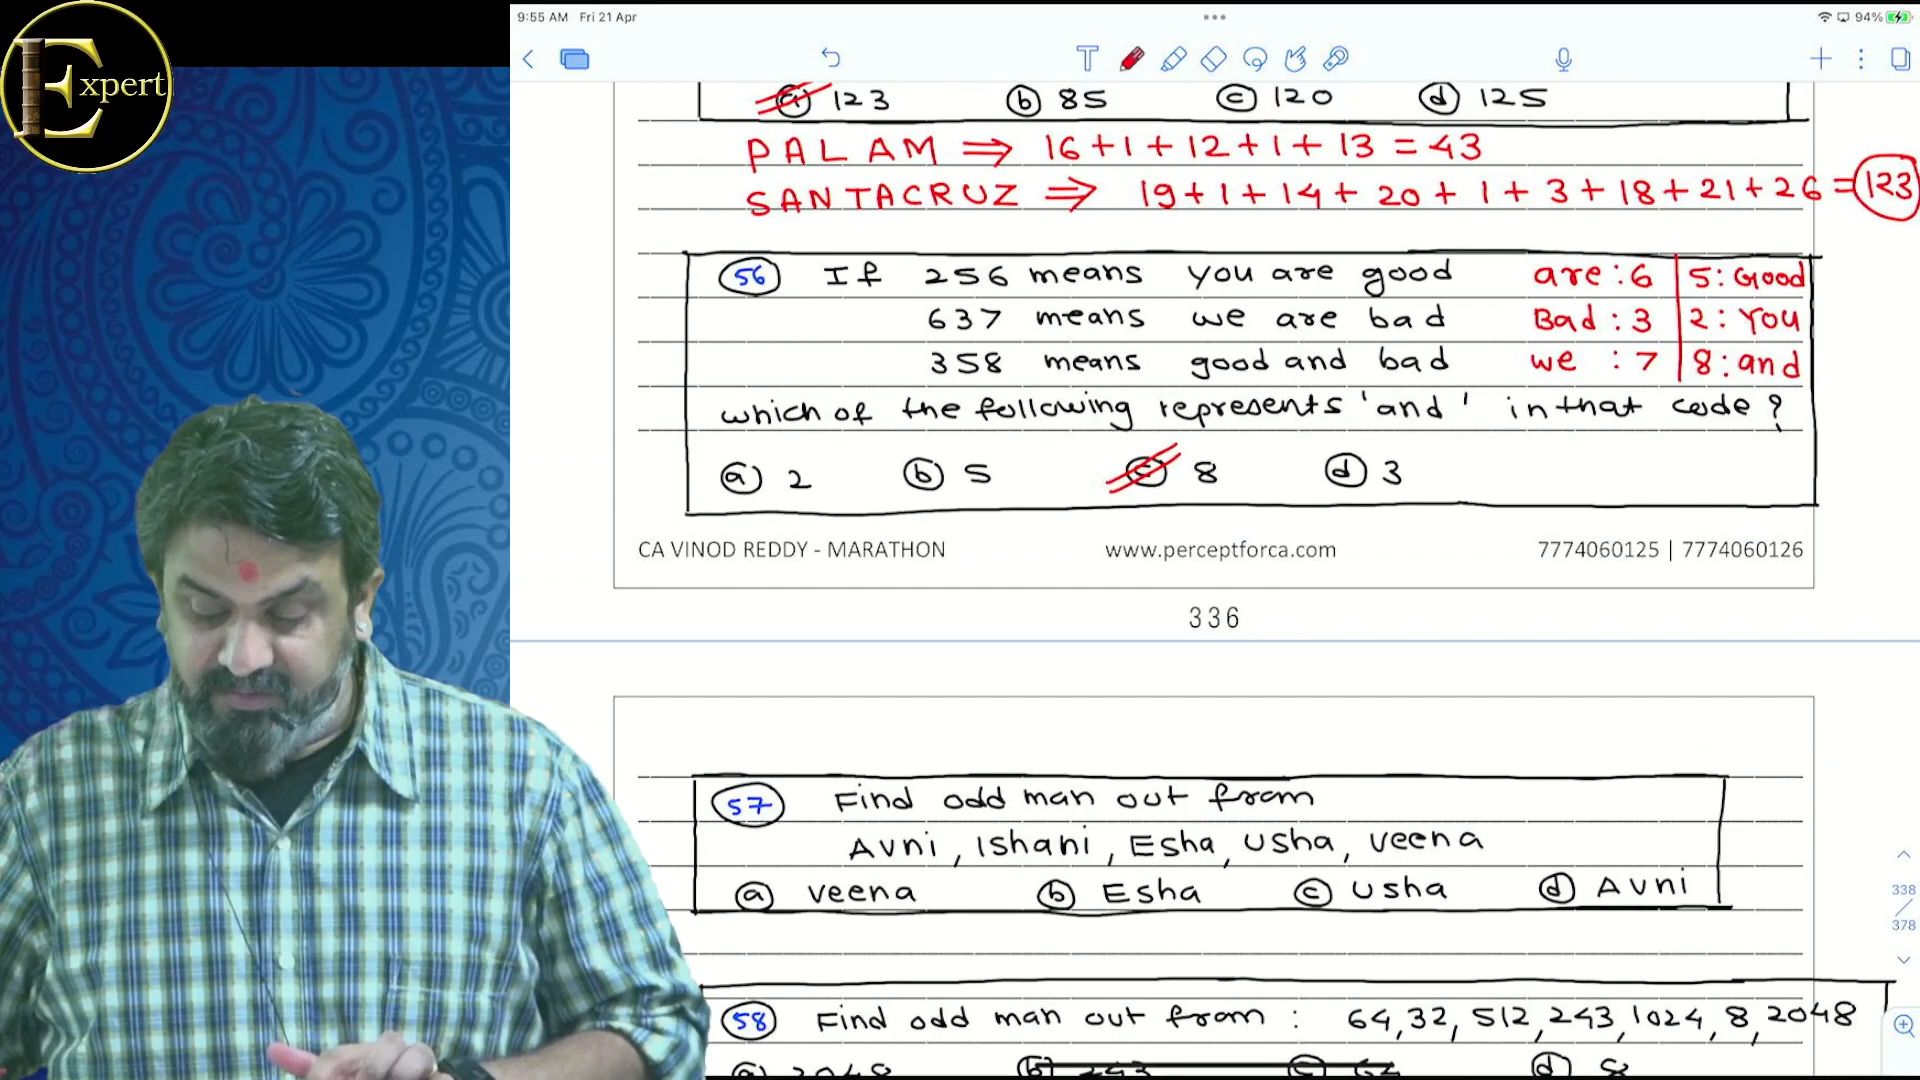 9:55 AM Fri 21 Apr
94%
Expert
(a) 123 (b) 85 (c) 120 (d) 125
PALAM ⇒ 16+1+12+1+13=43
SANTACRUZ ⇒ 19+1+14+20+1+3+18+21+26=123
56 If 256 means you are good are:6 5:Good
637 means we are bad Bad:3 2:You
358 means good and bad we:7 8:and
which of the following represents 'and' in that code?
(a) 2 (b) 5 (c) 8 (d) 3
CA VINOD REDDY - MARATHON www.perceptforca.com 7774060125 | 7774060126
336
57 Find odd man out from
Avni, Ishani, Esha, Usha, Veena
(a) Veena (b) Esha (c) Usha (d) Avni
338
378
58 Find odd man out from: 64,32,512,243,1024,8,2048
(a) 2048 (b) 243 (c) 64 (d) 8